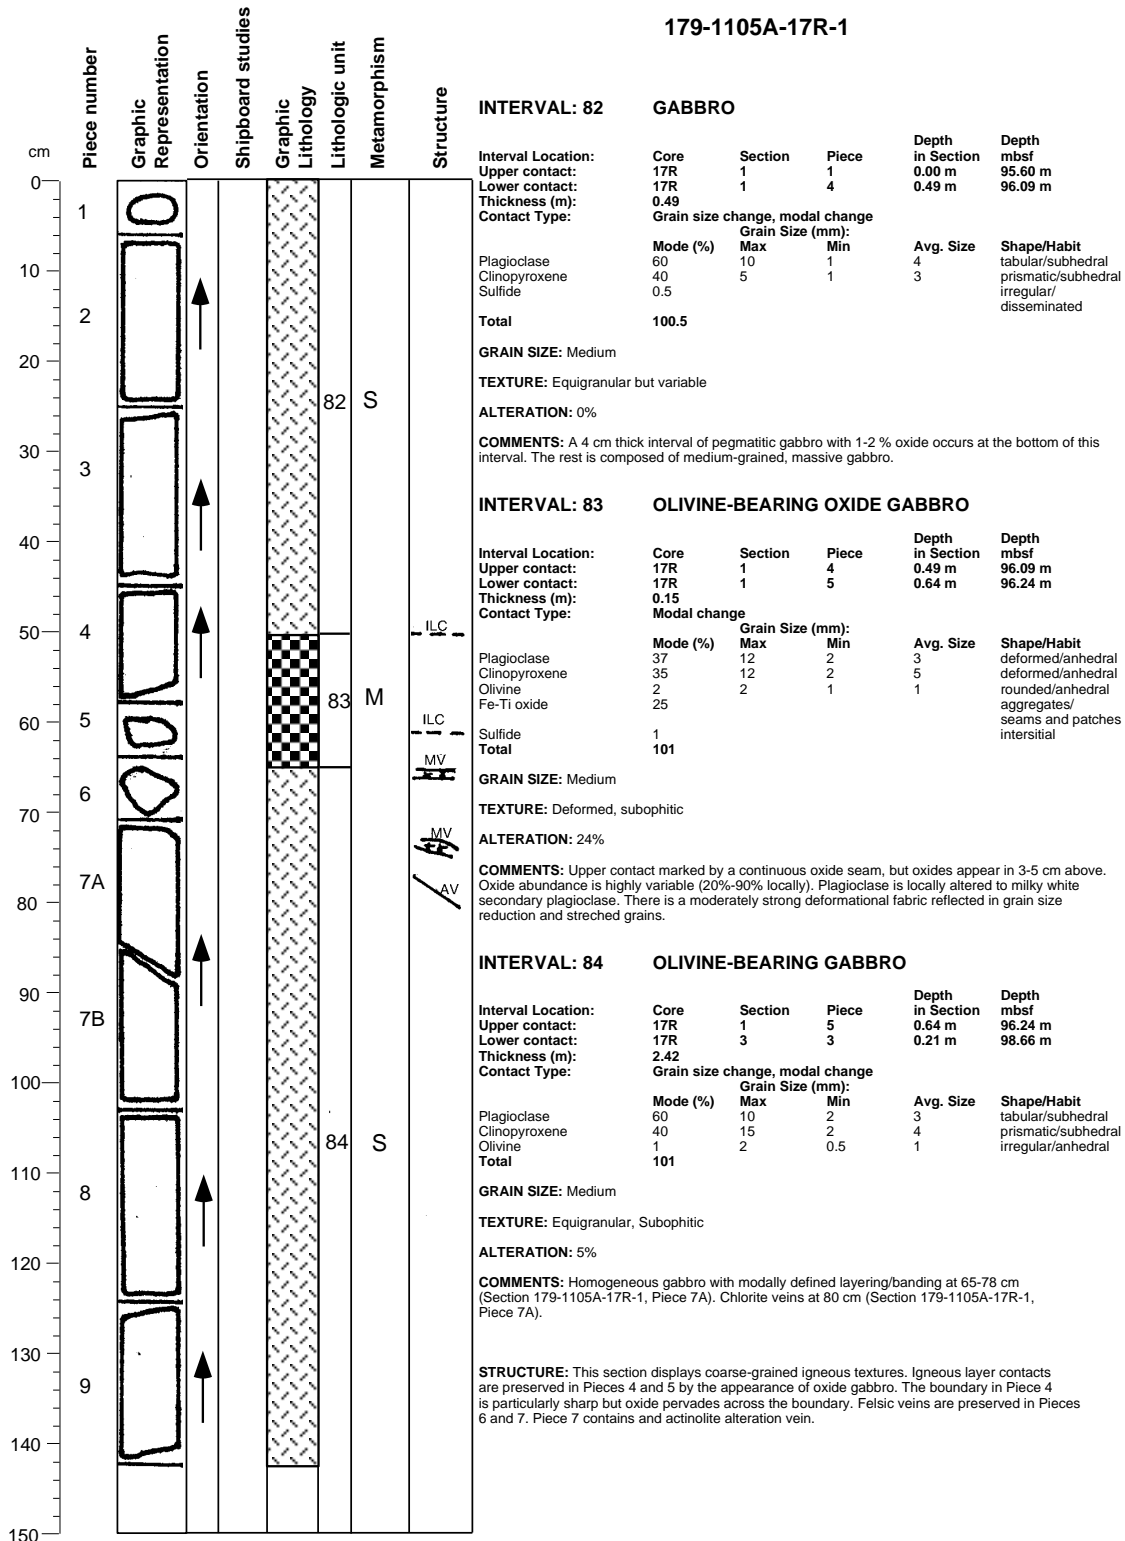 179-1105A-17R-1
cm
Piece number
Graphic Representation
Orientation
Shipboard studies
Graphic Lithology
Lithologic unit
Metamorphism
Structure
0
10
20
30
40
50
60
70
80
90
100
110
120
130
140
150
1
2
3
4
5
6
7A
7B
8
9
82
83
84
S
M
S
ILC
ILC
MV
MV
AV
INTERVAL: 82 GABBRO
Depth Depth
Interval Location: Core Section Piece in Section mbsf
Upper contact: 17R 1 1 0.00 m 95.60 m
Lower contact: 17R 1 4 0.49 m 96.09 m
Thickness (m): 0.49
Contact Type: Grain size change, modal change
Grain Size (mm):
Mode (%) Max Min Avg. Size Shape/Habit
Plagioclase 60 10 1 4 tabular/subhedral
Clinopyroxene 40 5 1 3 prismatic/subhedral
Sulfide 0.5 irregular/
disseminated
Total 100.5
GRAIN SIZE: Medium
TEXTURE: Equigranular but variable
ALTERATION: 0%
COMMENTS: A 4 cm thick interval of pegmatitic gabbro with 1-2 % oxide occurs at the bottom of this
interval. The rest is composed of medium-grained, massive gabbro.
INTERVAL: 83 OLIVINE-BEARING OXIDE GABBRO
Depth Depth
Interval Location: Core Section Piece in Section mbsf
Upper contact: 17R 1 4 0.49 m 96.09 m
Lower contact: 17R 1 5 0.64 m 96.24 m
Thickness (m): 0.15
Contact Type: Modal change
Grain Size (mm):
Mode (%) Max Min Avg. Size Shape/Habit
Plagioclase 37 12 2 3 deformed/anhedral
Clinopyroxene 35 12 2 5 deformed/anhedral
Olivine 2 2 1 1 rounded/anhedral
Fe-Ti oxide 25 aggregates/
seams and patches
Sulfide 1 intersitial
Total 101
GRAIN SIZE: Medium
TEXTURE: Deformed, subophitic
ALTERATION: 24%
COMMENTS: Upper contact marked by a continuous oxide seam, but oxides appear in 3-5 cm above.
Oxide abundance is highly variable (20%-90% locally). Plagioclase is locally altered to milky white
secondary plagioclase. There is a moderately strong deformational fabric reflected in grain size
reduction and streched grains.
INTERVAL: 84 OLIVINE-BEARING GABBRO
Depth Depth
Interval Location: Core Section Piece in Section mbsf
Upper contact: 17R 1 5 0.64 m 96.24 m
Lower contact: 17R 3 3 0.21 m 98.66 m
Thickness (m): 2.42
Contact Type: Grain size change, modal change
Grain Size (mm):
Mode (%) Max Min Avg. Size Shape/Habit
Plagioclase 60 10 2 3 tabular/subhedral
Clinopyroxene 40 15 2 4 prismatic/subhedral
Olivine 1 2 0.5 1 irregular/anhedral
Total 101
GRAIN SIZE: Medium
TEXTURE: Equigranular, Subophitic
ALTERATION: 5%
COMMENTS: Homogeneous gabbro with modally defined layering/banding at 65-78 cm
(Section 179-1105A-17R-1, Piece 7A). Chlorite veins at 80 cm (Section 179-1105A-17R-1,
Piece 7A).
STRUCTURE: This section displays coarse-grained igneous textures. Igneous layer contacts
are preserved in Pieces 4 and 5 by the appearance of oxide gabbro. The boundary in Piece 4
is particularly sharp but oxide pervades across the boundary. Felsic veins are preserved in Pieces
6 and 7. Piece 7 contains and actinolite alteration vein.